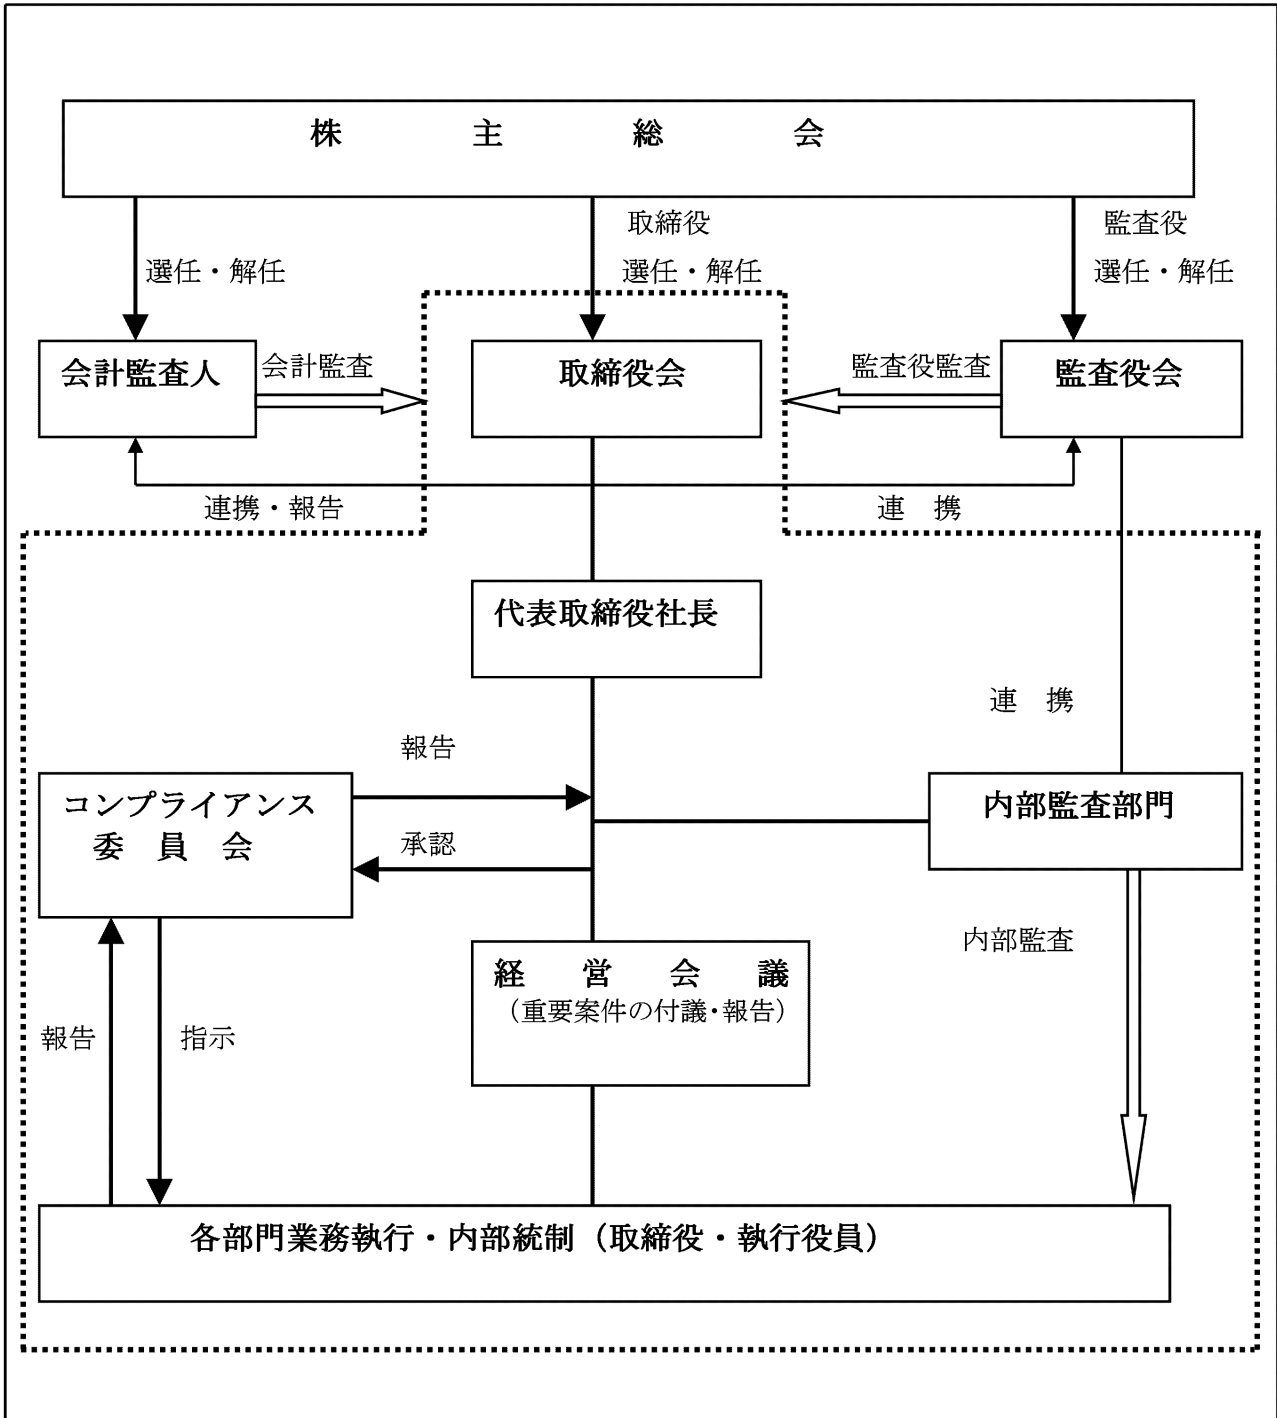 株　主　総　会
取締役
監査役
選任・解任
選任・解任
選任・解任
会計監査人
会計監査
取締役会
監査役監査
監査役会
連携・報告
連　携
代表取締役社長
連　携
報告
コンプライアンス
委　員　会
承認
内部監査部門
内部監査
経　営　会　議
（重要案件の付議・報告）
報告
指示
各部門業務執行・内部統制（取締役・執行役員）